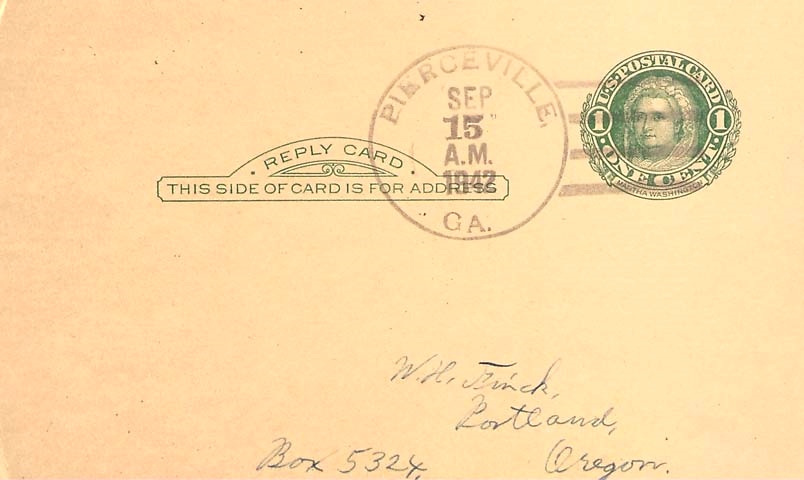 PIERCEVILLE,
SEP
15
A.M.
1942
GA.
U.S. POSTAL CARD
1 1
ONE CENT
MARTHA WASHINGTON
REPLY CARD
THIS SIDE OF CARD IS FOR ADDRESS
W.H. Finck,
Portland,
Box 5324, Oregon.